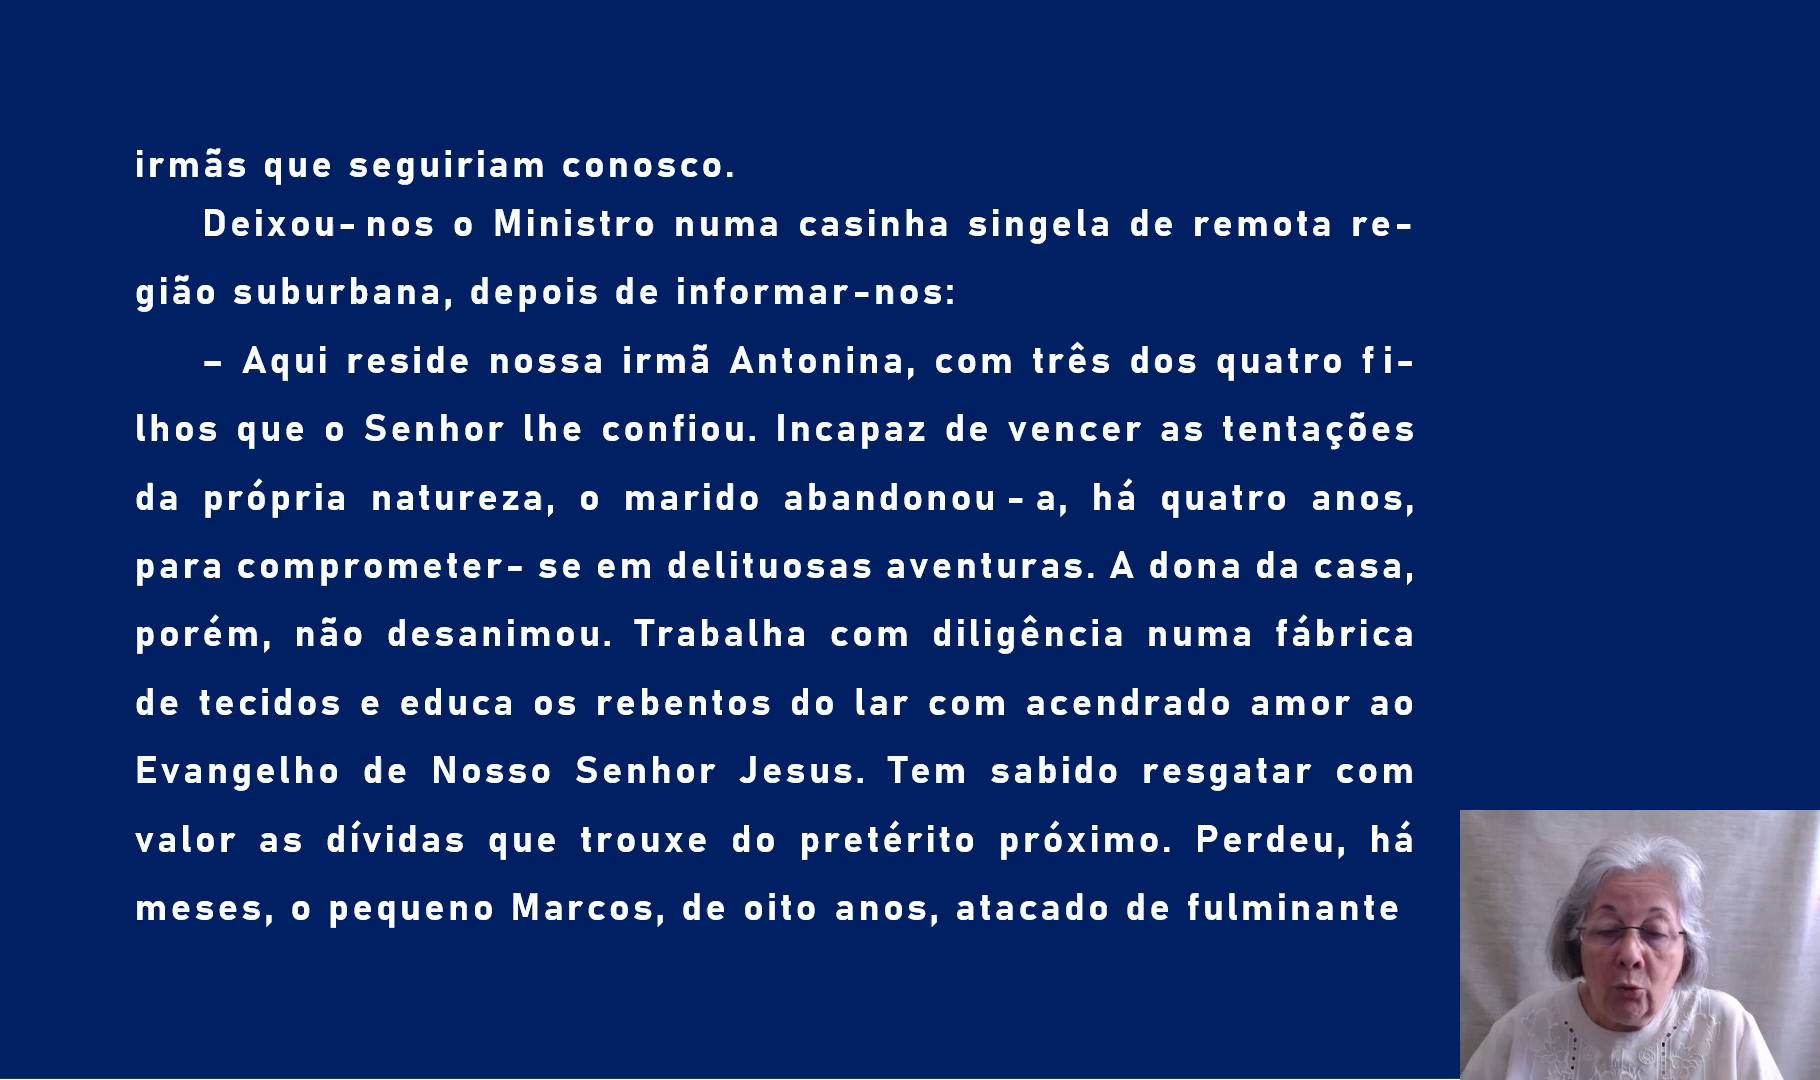 irmãs que seguiriam conosco.
Deixou-nos o Ministro numa casinha singela de remota re-
gião suburbana, depois de informar-nos:
– Aqui reside nossa irmã Antonina, com três dos quatro fi-
lhos que o Senhor lhe confiou. Incapaz de vencer as tentações
da própria natureza, o marido abandonou-a, há quatro anos,
para comprometer-se em delituosas aventuras. A dona da casa,
porém, não desanimou. Trabalha com diligência numa fábrica
de tecidos e educa os rebentos do lar com acendrado amor ao
Evangelho de Nosso Senhor Jesus. Tem sabido resgatar com
valor as dívidas que trouxe do pretérito próximo. Perdeu, há
meses, o pequeno Marcos, de oito anos, atacado de fulminante